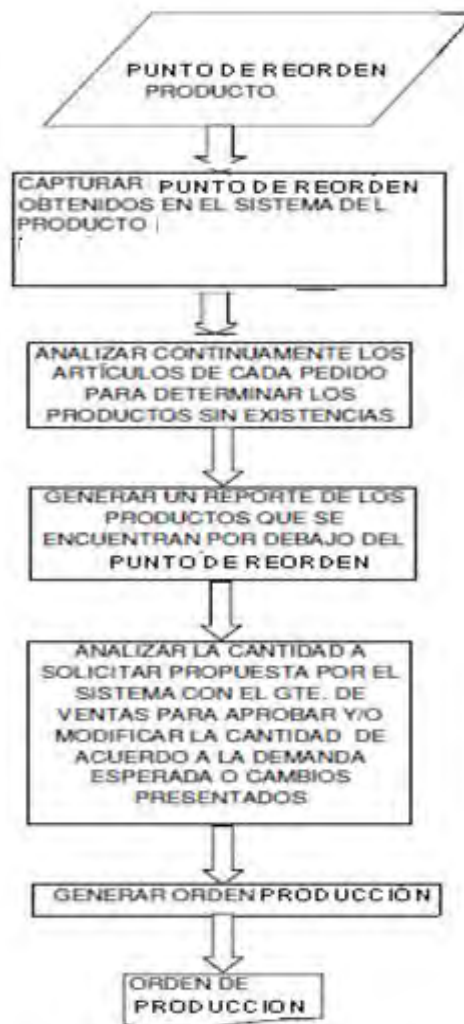 PUNTO DE REORDEN
PRODUCTO
CAPTURAR PUNTO DE REORDEN
OBTENIDOS EN EL SISTEMA DEL
PRODUCTO
ANALIZAR CONTINUAMENTE LOS
ARTÍCULOS DE CADA PEDIDO
PARA DETERMINAR LOS
PRODUCTOS SIN EXISTENCIAS
GENERAR UN REPORTE DE LOS
PRODUCTOS QUE SE
ENCUENTRAN POR DEBAJO DEL
PUNTO DE REORDEN
ANALIZAR LA CANTIDAD A
SOLICITAR PROPUESTA POR EL
SISTEMA CON EL GTE. DE
VENTAS PARA APROBAR Y/O
MODIFICAR LA CANTIDAD DE
ACUERDO A LA DEMANDA
ESPERADA O CAMBIOS
PRESENTADOS
GENERAR ORDEN PRODUCCIÓN
ORDEN DE
PRODUCCION